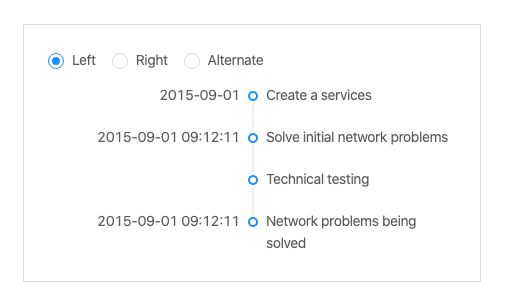 Left Right Alternate
2015-09-01 Create a services
2015-09-01 09:12:11 Solve initial network problems
Technical testing
2015-09-01 09:12:11 Network problems being
solved